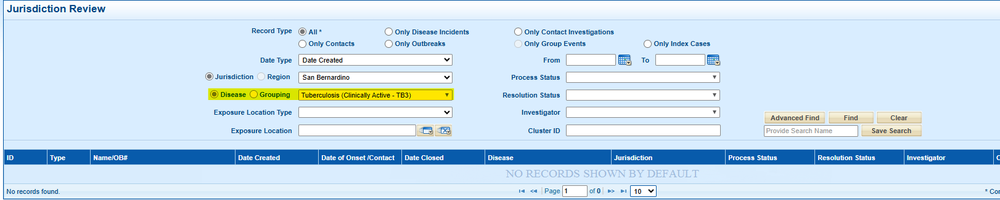 Jurisdiction Review
Record Type All * Only Disease Incidents Only Contact Investigations
Only Contacts Only Outbreaks Only Group Events Only Index Cases
Date Type Date Created From To
Jurisdiction Region San Bernardino Process Status
Disease Grouping Tuberculosis (Clinically Active - TB3) Resolution Status
Exposure Location Type Investigator Advanced Find Find Clear
Exposure Location Cluster ID Provide Search Name Save Search
ID Type Name/OB# Date Created Date of Onset /Contact Date Closed Disease Jurisdiction Process Status Resolution Status Investigator
NO RECORDS SHOWN BY DEFAULT
No records found. Page 1 of 0 10 * Con